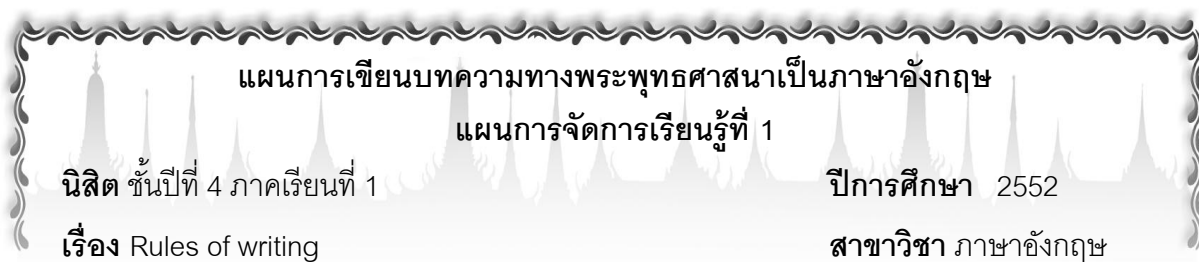 แผนการเขียนบทความทางพระพุทธศาสนาเป็นภาษาอังกฤษ
แผนการจัดการเรียนรู้ที่ 1
นิสิต ชั้นปีที่ 4 ภาคเรียนที่ 1 ปีการศึกษา 2552
เรื่อง Rules of writing สาขาวิชา ภาษาอังกฤษ